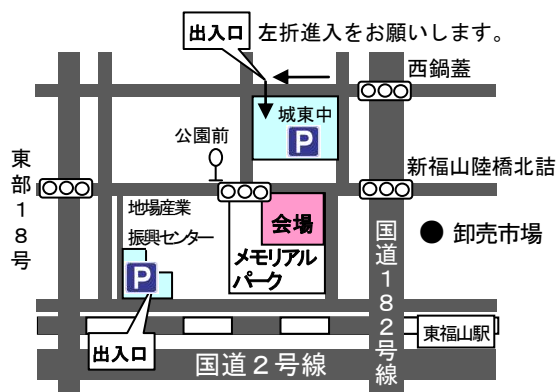 出入口
左折進入をお願いします。
西鍋蓋
城東中
P
公園前
新福山陸橋北詰
東部18号
地場産業
振興センター
会場
メモリアル
パーク
P
国道182号線
卸売市場
東福山駅
出入口
国道2号線